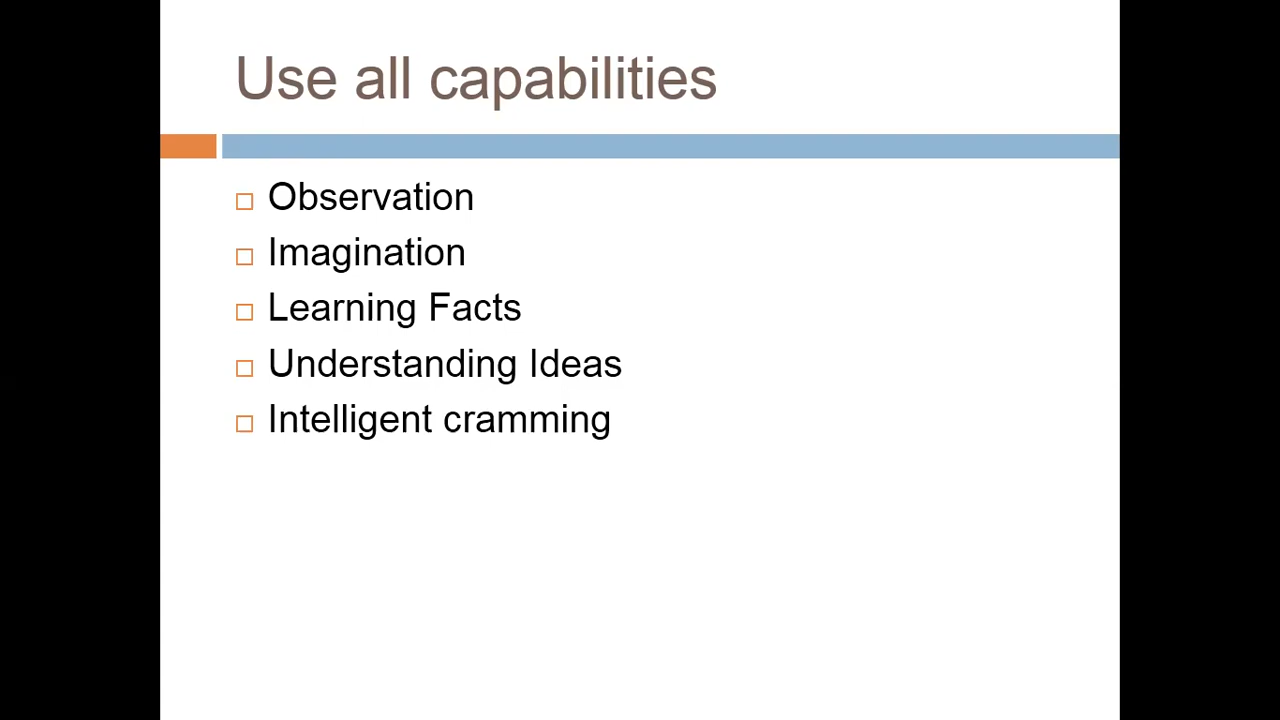 Use all capabilities
Observation
Imagination
Learning Facts
Understanding Ideas
Intelligent cramming